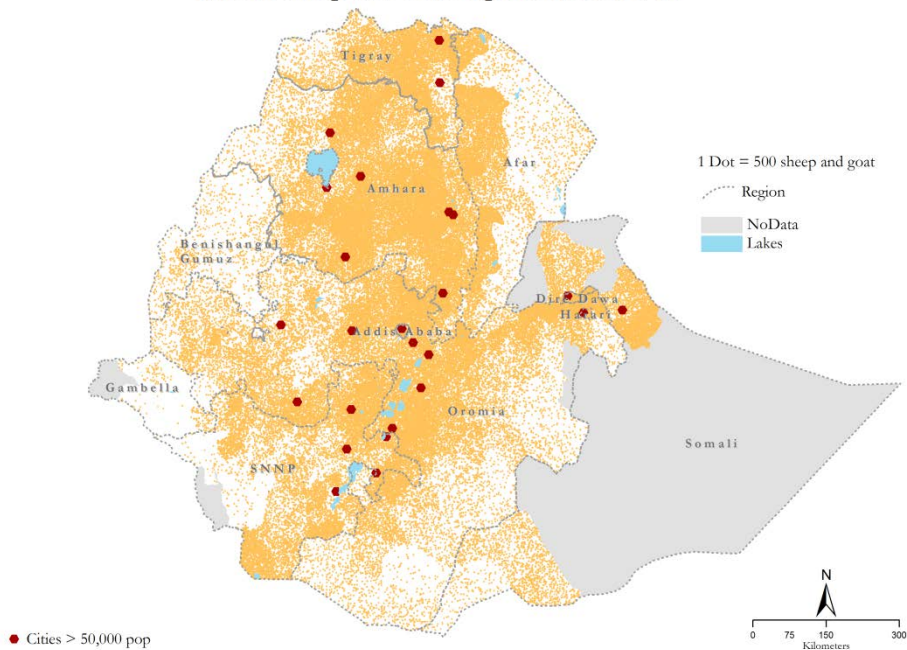 Tigray
Afar
Amhara
1 Dot = 500 sheep and goat
Region
NoData
Lakes
Benishangul
Gumuz
Dire Dawa
Harari
Addis Ababa
Gambella
Oromia
Somali
SNNP
N
0 75 150 300
Kilometers
Cities > 50,000 pop